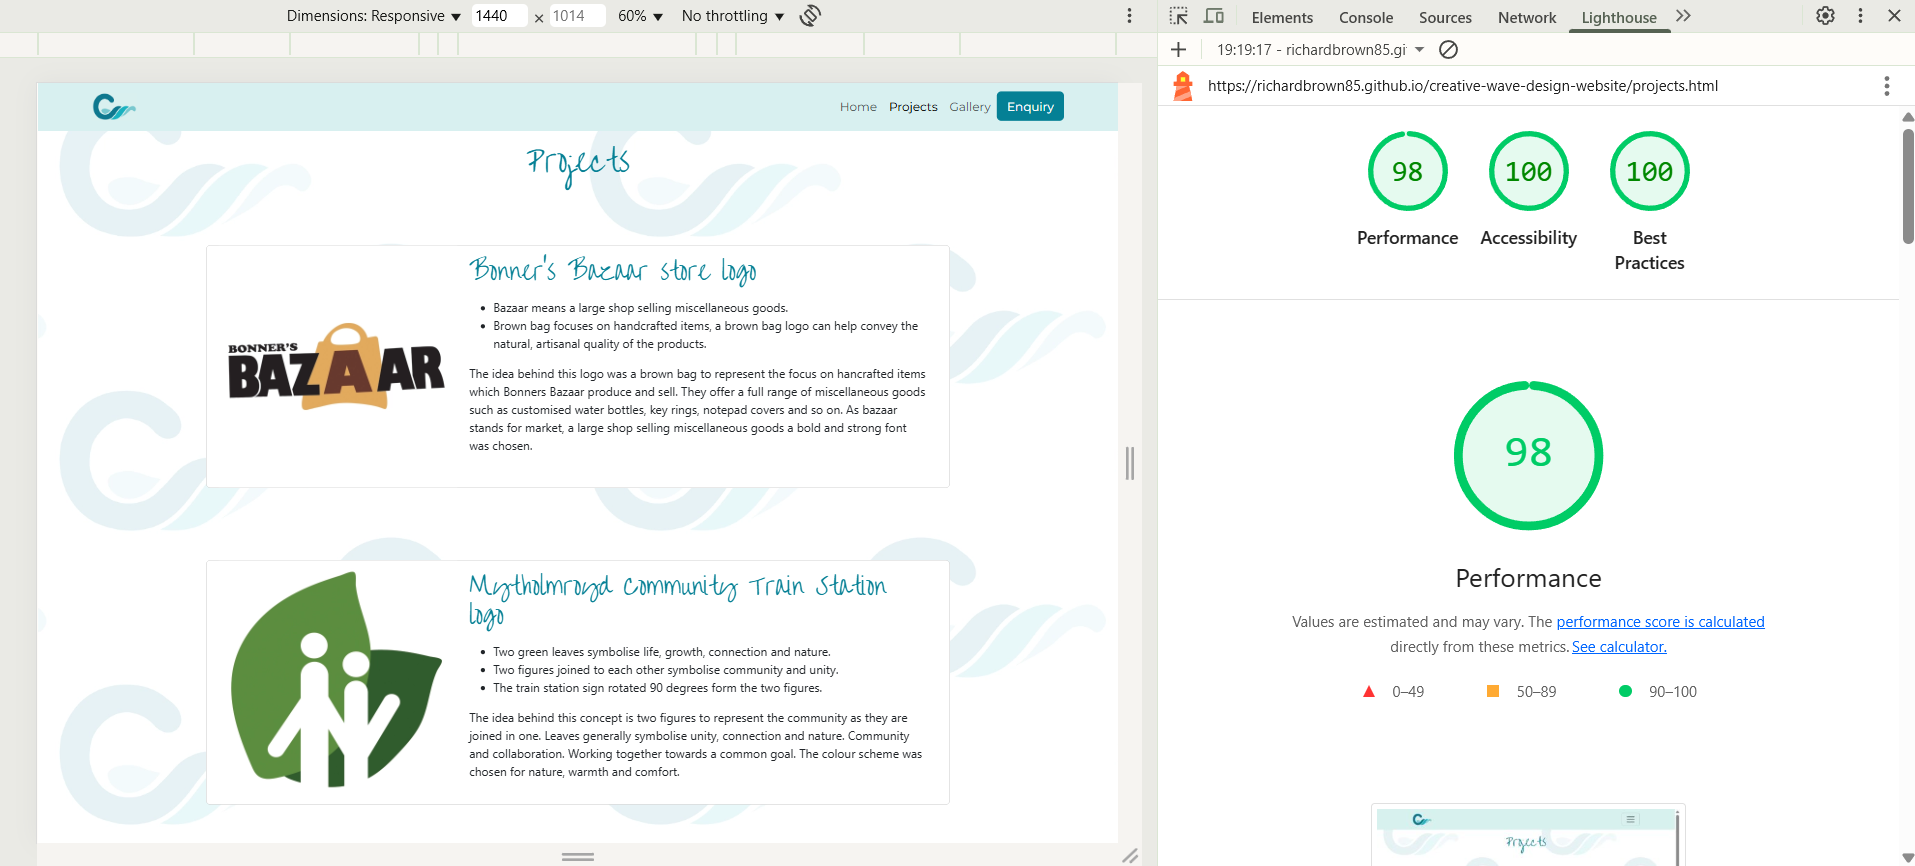 Dimensions: Responsive 1440 × 1014 60% No throttling
Elements Console Sources Network Lighthouse
19:19:17 - richardbrown85.gi
https://richardbrown85.github.io/creative-wave-design-website/projects.html
Home Projects Gallery Enquiry
Projects
Bonner's Bazaar store logo
BONNER'S
BAZAAR
Bazaar means a large shop selling miscellaneous goods.
Brown bag focuses on handcrafted items, a brown bag logo can help convey the
natural, artisanal quality of the products.
The idea behind this logo was a brown bag to represent the focus on hancrafted items
which Bonners Bazaar produce and sell. They offer a full range of miscellaneous goods
such as customised water bottles, key rings, notepad covers and so on. As bazaar
stands for market, a large shop selling miscellaneous goods a bold and strong font
was chosen.
Mytholmroyd Community Train Station
logo
Two green leaves symbolise life, growth, connection and nature.
Two figures joined to each other symbolise community and unity.
The train station sign rotated 90 degrees form the two figures.
The idea behind this concept is two figures to represent the community as they are
joined in one. Leaves generally symbolise unity, connection and nature. Community
and collaboration. Working together towards a common goal. The colour scheme was
chosen for nature, warmth and comfort.
98 100 100
Performance Accessibility Best
Practices
98
Performance
Values are estimated and may vary. The performance score is calculated
directly from these metrics. See calculator.
0–49 50–89 90–100
Projects